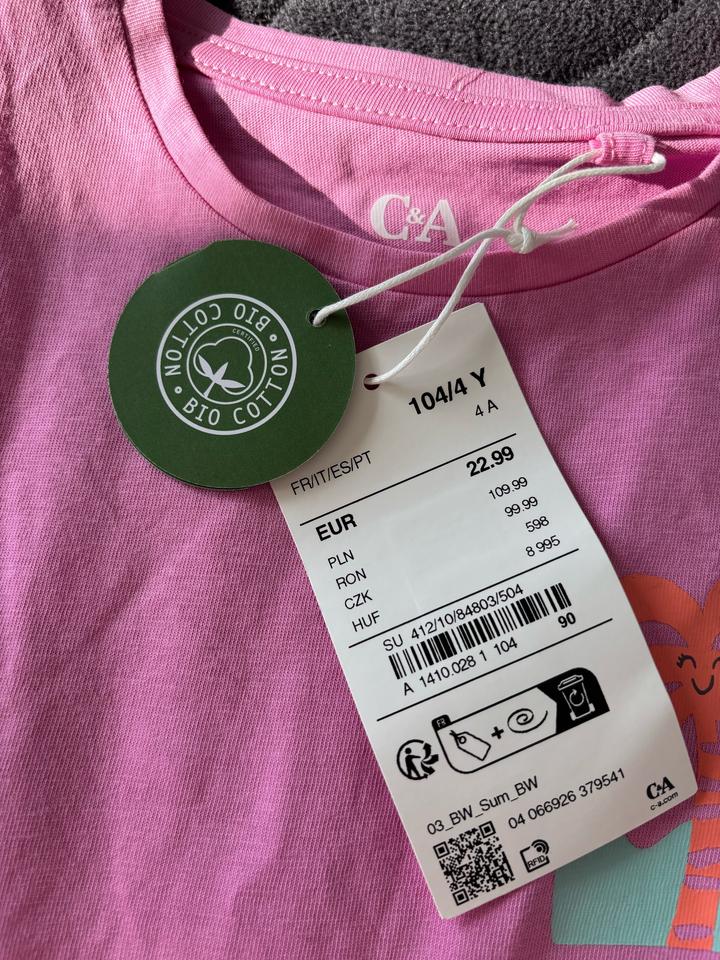 C&A
BIO COTTON • BIO COTTON •
CERTIFIED
104/4 Y
4 A
FR/IT/ES/PT
EUR 22.99
PLN 109.99
RON 99.99
CZK 598
HUF 8 995
SU 412/10/84803/504
90
A 1410.028 1 104
FR
+
03_BW_Sum_BW
04 066926 379541
C&A
c-a.com
RFID